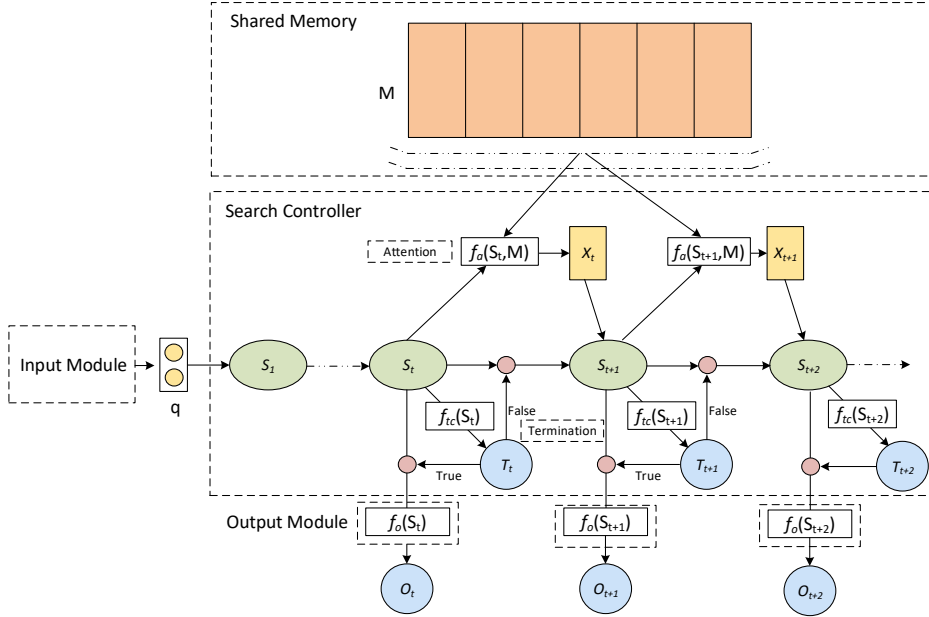 Shared Memory
M
Search Controller
Attention
fa(St,M)
Xt
fa(St+1,M)
Xt+1
Input Module
q
S1
St
St+1
St+2
ftc(St)
False
Termination
ftc(St+1)
False
ftc(St+2)
Tt
True
Tt+1
True
Tt+2
Output Module
fo(St)
fo(St+1)
fo(St+2)
Ot
Ot+1
Ot+2